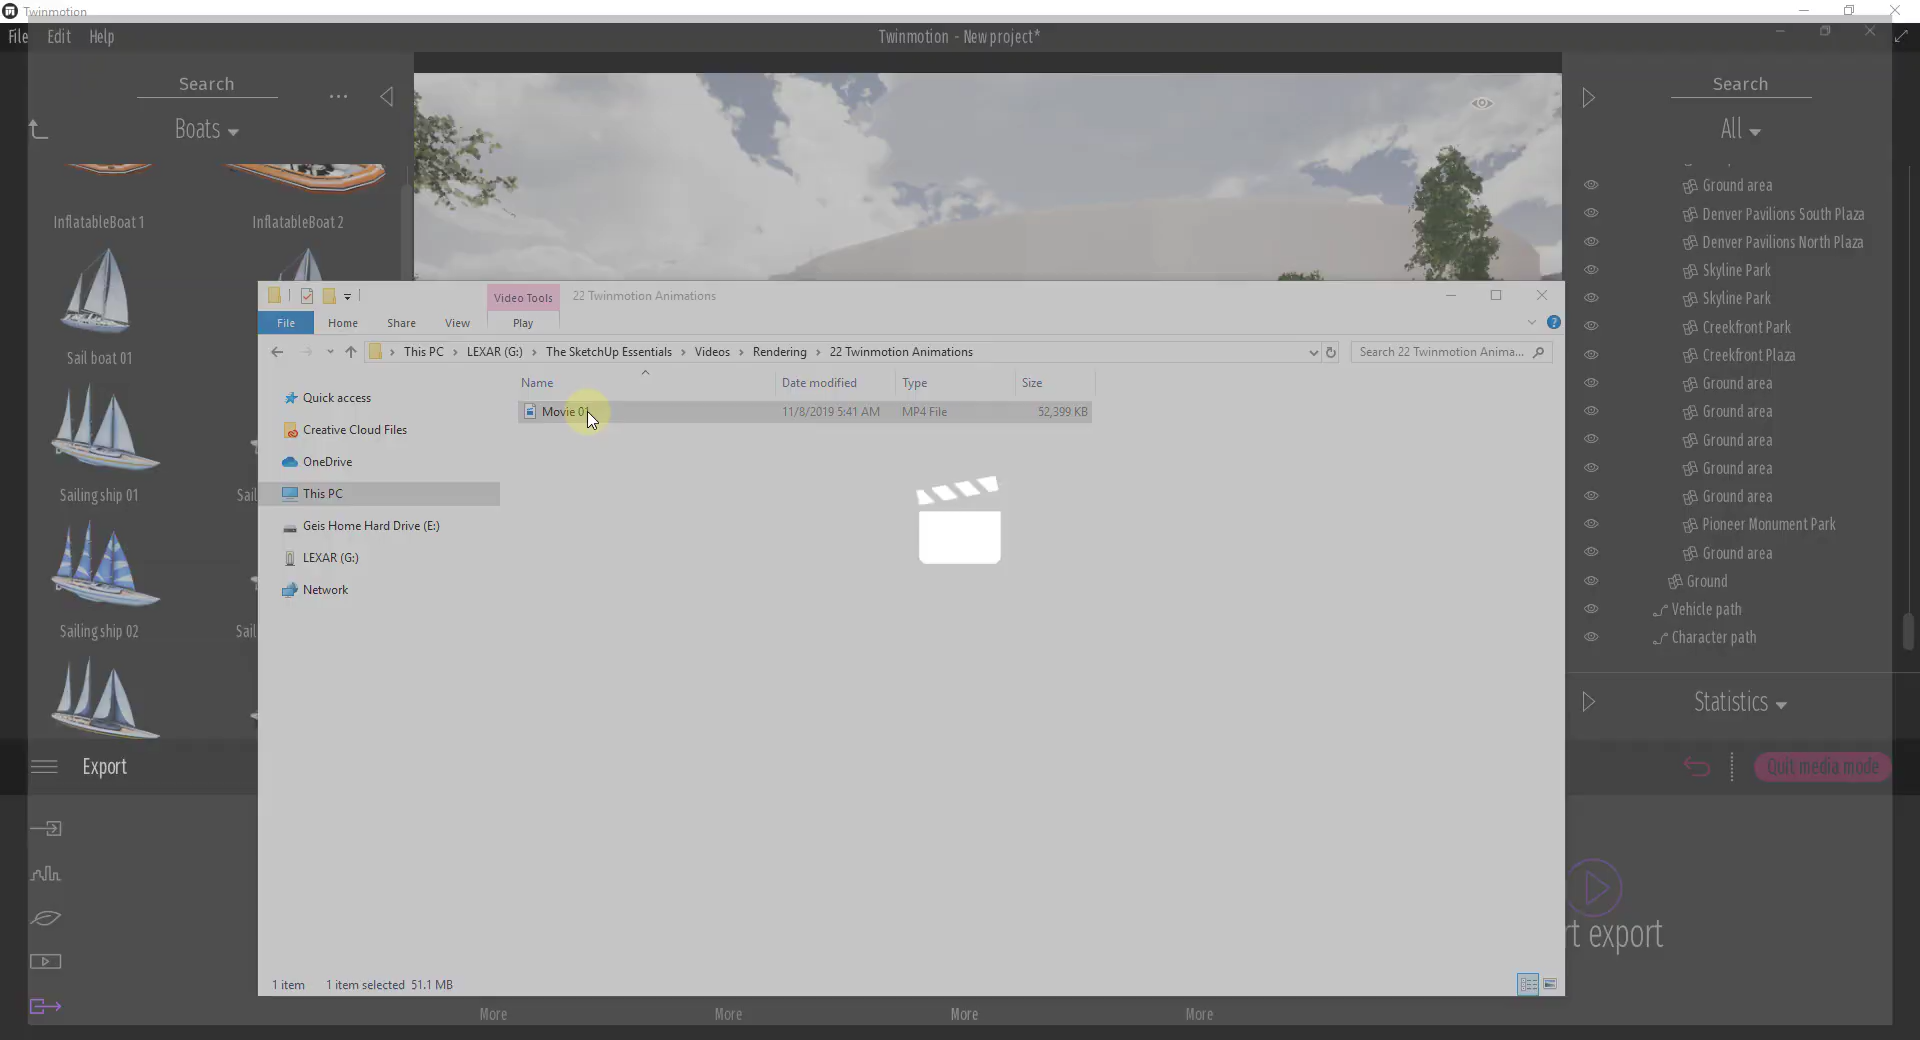 Twinmotion
File Edit Help
Twinmotion - New project*
Search
Boats
InflatableBoat 1
InflatableBoat 2
Sail boat 01
Sailing ship 01
Sail
Sailing ship 02
Sail
Video Tools
22 Twinmotion Animations
File Home Share View Play
This PC > LEXAR (G:) > The SketchUp Essentials > Videos > Rendering > 22 Twinmotion Animations
Search 22 Twinmotion Anima...
Name Date modified Type Size
Movie 01 11/8/2019 5:41 AM MP4 File 52,399 KB
Quick access
Creative Cloud Files
OneDrive
This PC
Geis Home Hard Drive (E:)
LEXAR (G:)
Network
1 item 1 item selected 51.1 MB
Search
All
Ground area
Denver Pavilions South Plaza
Denver Pavilions North Plaza
Skyline Park
Skyline Park
Creekfront Park
Creekfront Plaza
Ground area
Ground area
Ground area
Ground area
Ground area
Pioneer Monument Park
Ground area
Ground
Vehicle path
Character path
Statistics
Export
Quit media mode
rt export
More More More More